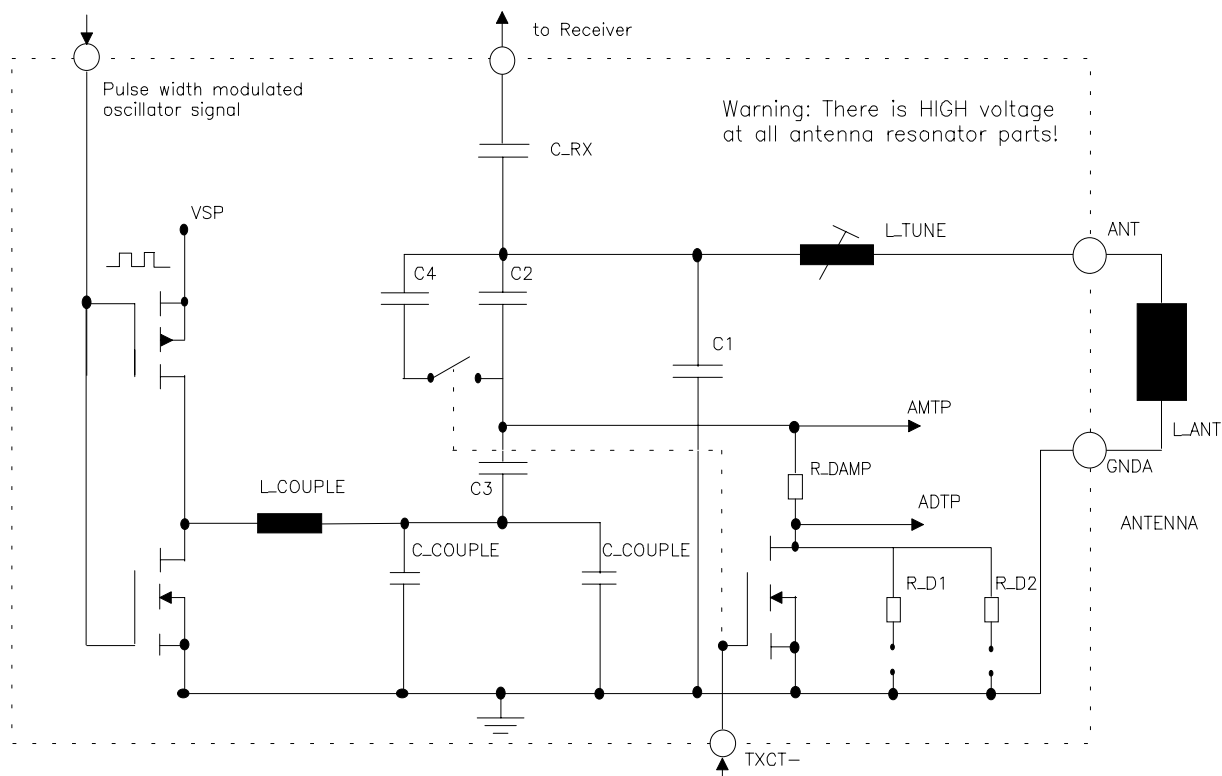 to Receiver
Pulse width modulated
oscillator signal
Warning: There is HIGH voltage
at all antenna resonator parts!
C_RX
VSP
L_TUNE
ANT
C4
C2
C1
AMTP
L_ANT
R_DAMP
GNDA
C3
L_COUPLE
ADTP
ANTENNA
C_COUPLE
C_COUPLE
R_D1
R_D2
TXCT-